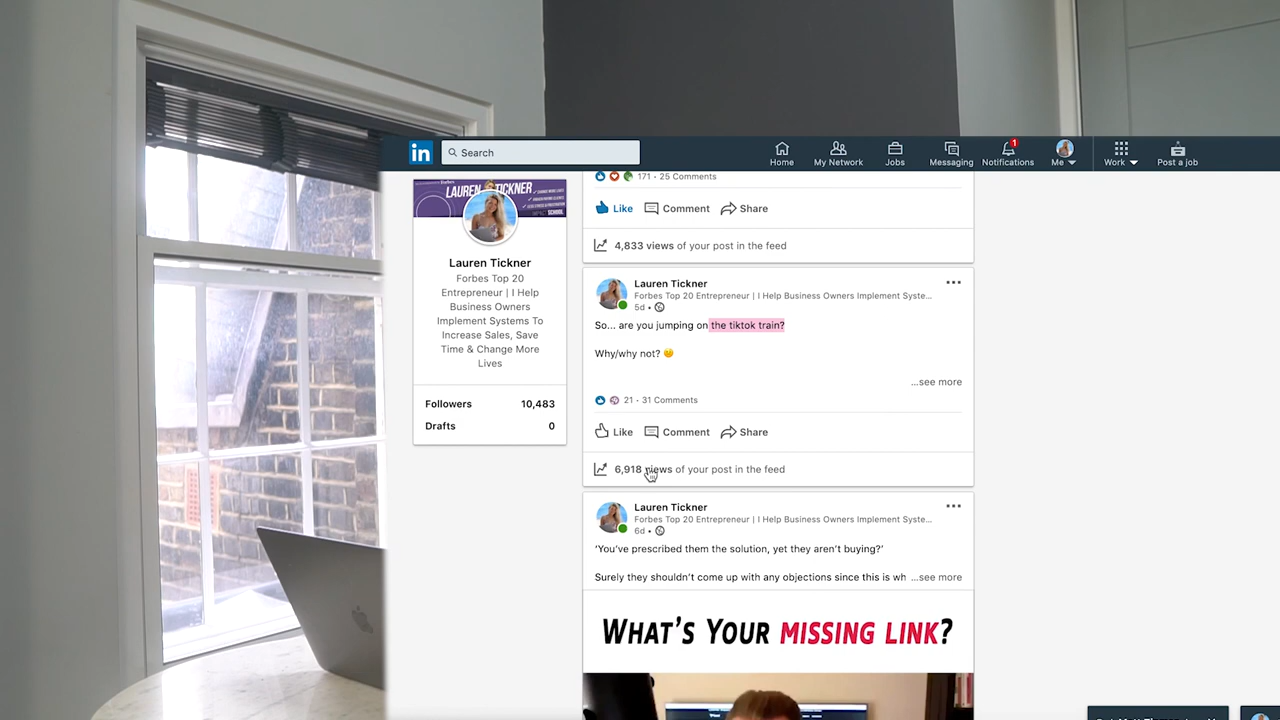 in
Search
Home
My Network
Jobs
Messaging
1
Notifications
Me
Work
Post a job
LAUREN TICKNER
Lauren Tickner
Forbes Top 20
Entrepreneur | I Help
Business Owners
Implement Systems To
Increase Sales, Save
Time & Change More
Lives
Followers 10,483
Drafts 0
171 · 25 Comments
Like Comment Share
4,833 views of your post in the feed
Lauren Tickner
Forbes Top 20 Entrepreneur | I Help Business Owners Implement Syste...
5d •
So... are you jumping on the tiktok train?
Why/why not?
...see more
21 · 31 Comments
Like Comment Share
6,918 views of your post in the feed
Lauren Tickner
Forbes Top 20 Entrepreneur | I Help Business Owners Implement Syste...
6d •
‘You’ve prescribed them the solution, yet they aren’t buying?’
Surely they shouldn’t come up with any objections since this is wh ...see more
WHAT’S YOUR MISSING LINK?